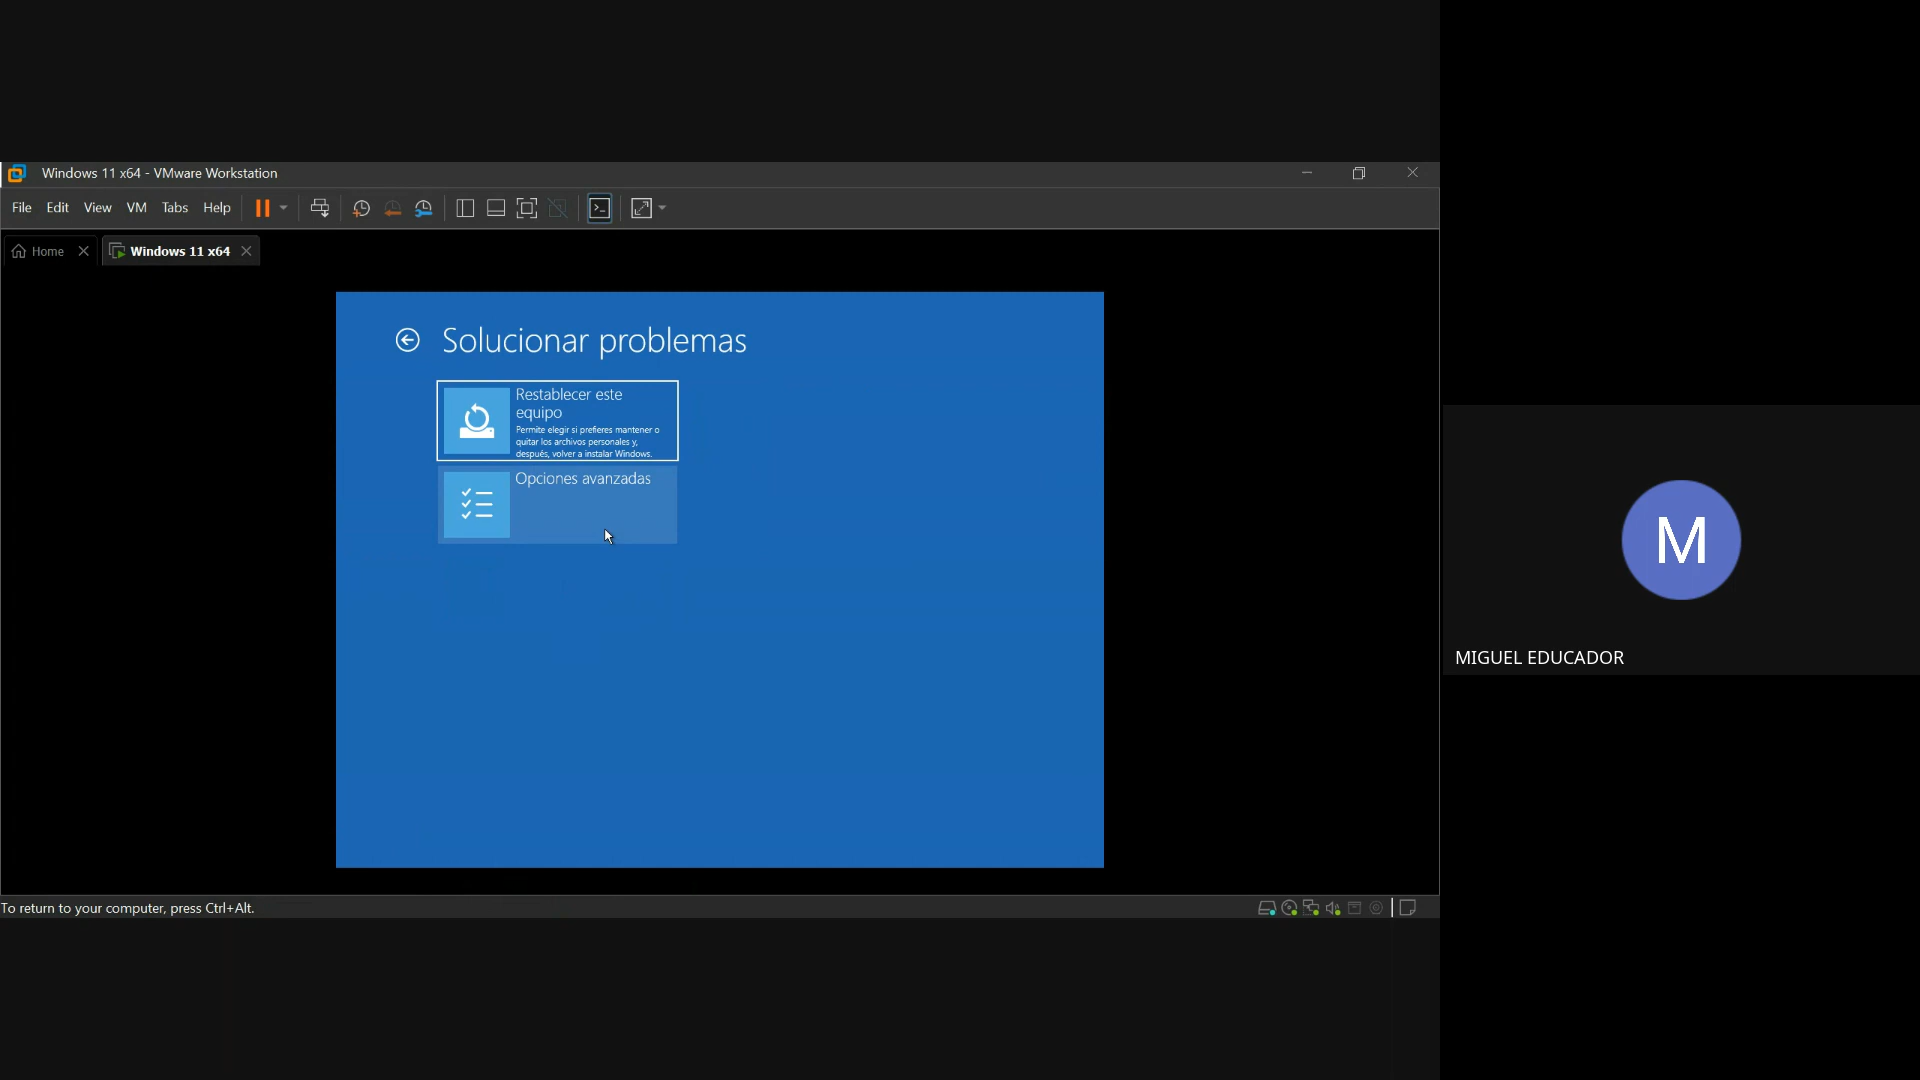 Windows 11 x64 - VMware Workstation
File Edit View VM Tabs Help
Home Windows 11 x64
Solucionar problemas
Restablecer este
equipo
Permite elegir si prefieres mantener o
quitar los archivos personales y,
después, volver a instalar Windows.
Opciones avanzadas
M
MIGUEL EDUCADOR
To return to your computer, press Ctrl+Alt.